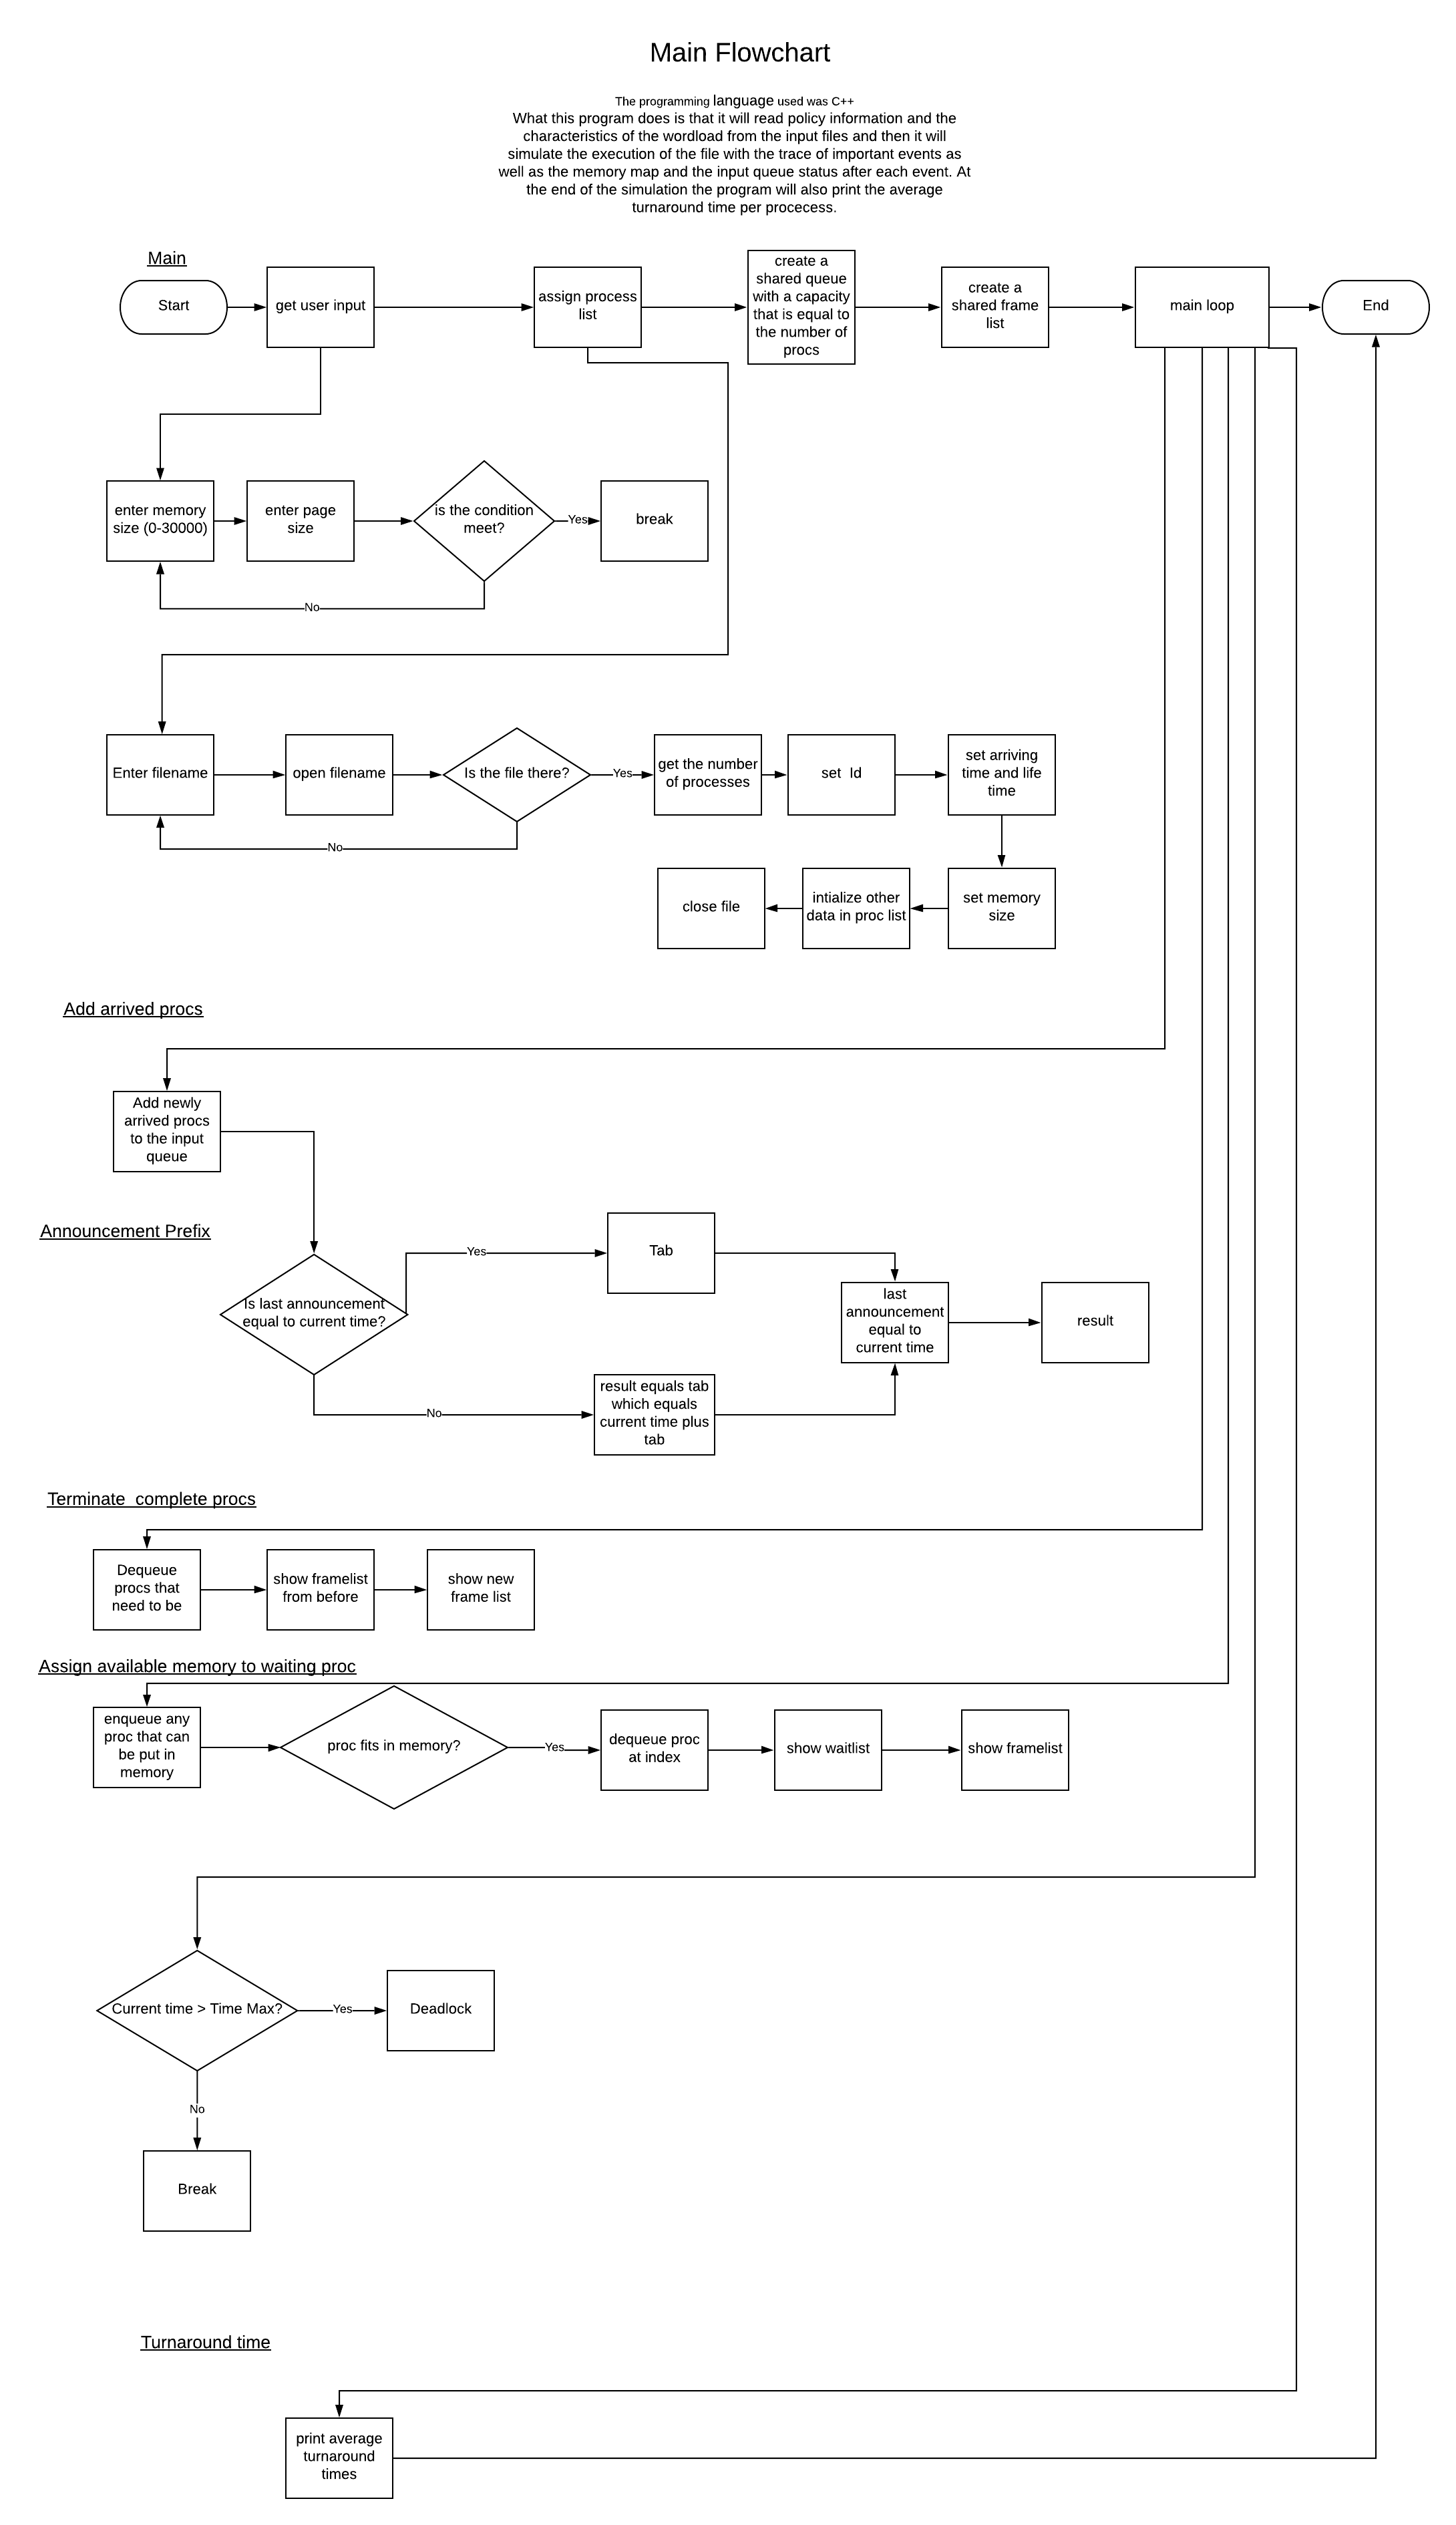 Main Flowchart
The programming language used was C++
What this program does is that it will read policy information and the
characteristics of the wordload from the input files and then it will
simulate the execution of the file with the trace of important events as
well as the memory map and the input queue status after each event. At
the end of the simulation the program will also print the average
turnaround time per procecess.
Main
Start
get user input
assign process
list
create a
shared queue
with a capacity
that is equal to
the number of
procs
create a
shared frame
list
main loop
End
enter memory
size (0-30000)
enter page
size
is the condition
meet?
Yes
break
No
Enter filename
open filename
Is the file there?
Yes
get the number
of processes
set  Id
set arriving
time and life
time
No
close file
intialize other
data in proc list
set memory
size
Add arrived procs
Add newly
arrived procs
to the input
queue
Announcement Prefix
Is last announcement
equal to current time?
Yes
Tab
last
announcement
equal to
current time
result
No
result equals tab
which equals
current time plus
tab
Terminate  complete procs
Dequeue
procs that
need to be
show framelist
from before
show new
frame list
Assign available memory to waiting proc
enqueue any
proc that can
be put in
memory
proc fits in memory?
Yes
dequeue proc
at index
show waitlist
show framelist
Current time > Time Max?
Yes
Deadlock
No
Break
Turnaround time
print average
turnaround
times